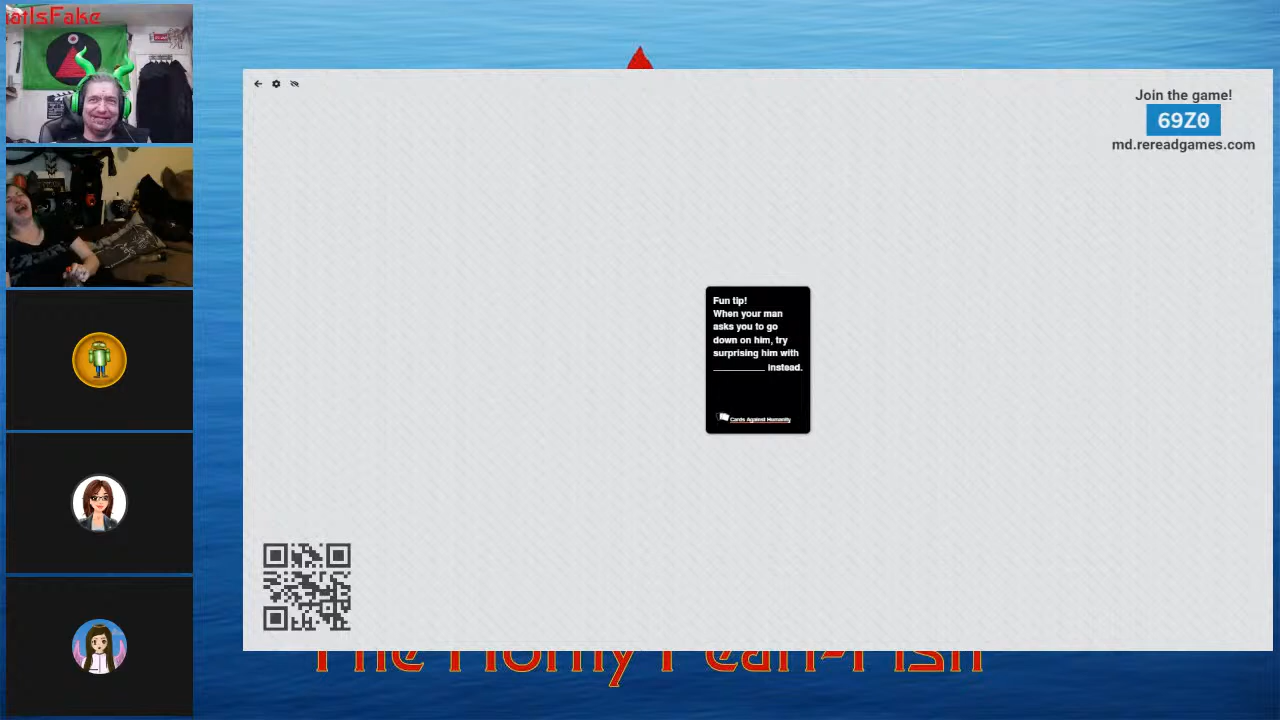 atIsFake
Join the game!
69Z0
md.rereadgames.com
Fun tip!
When your man
asks you to go
down on him, try
surprising him with
__________ instead.
Cards Against Humanity